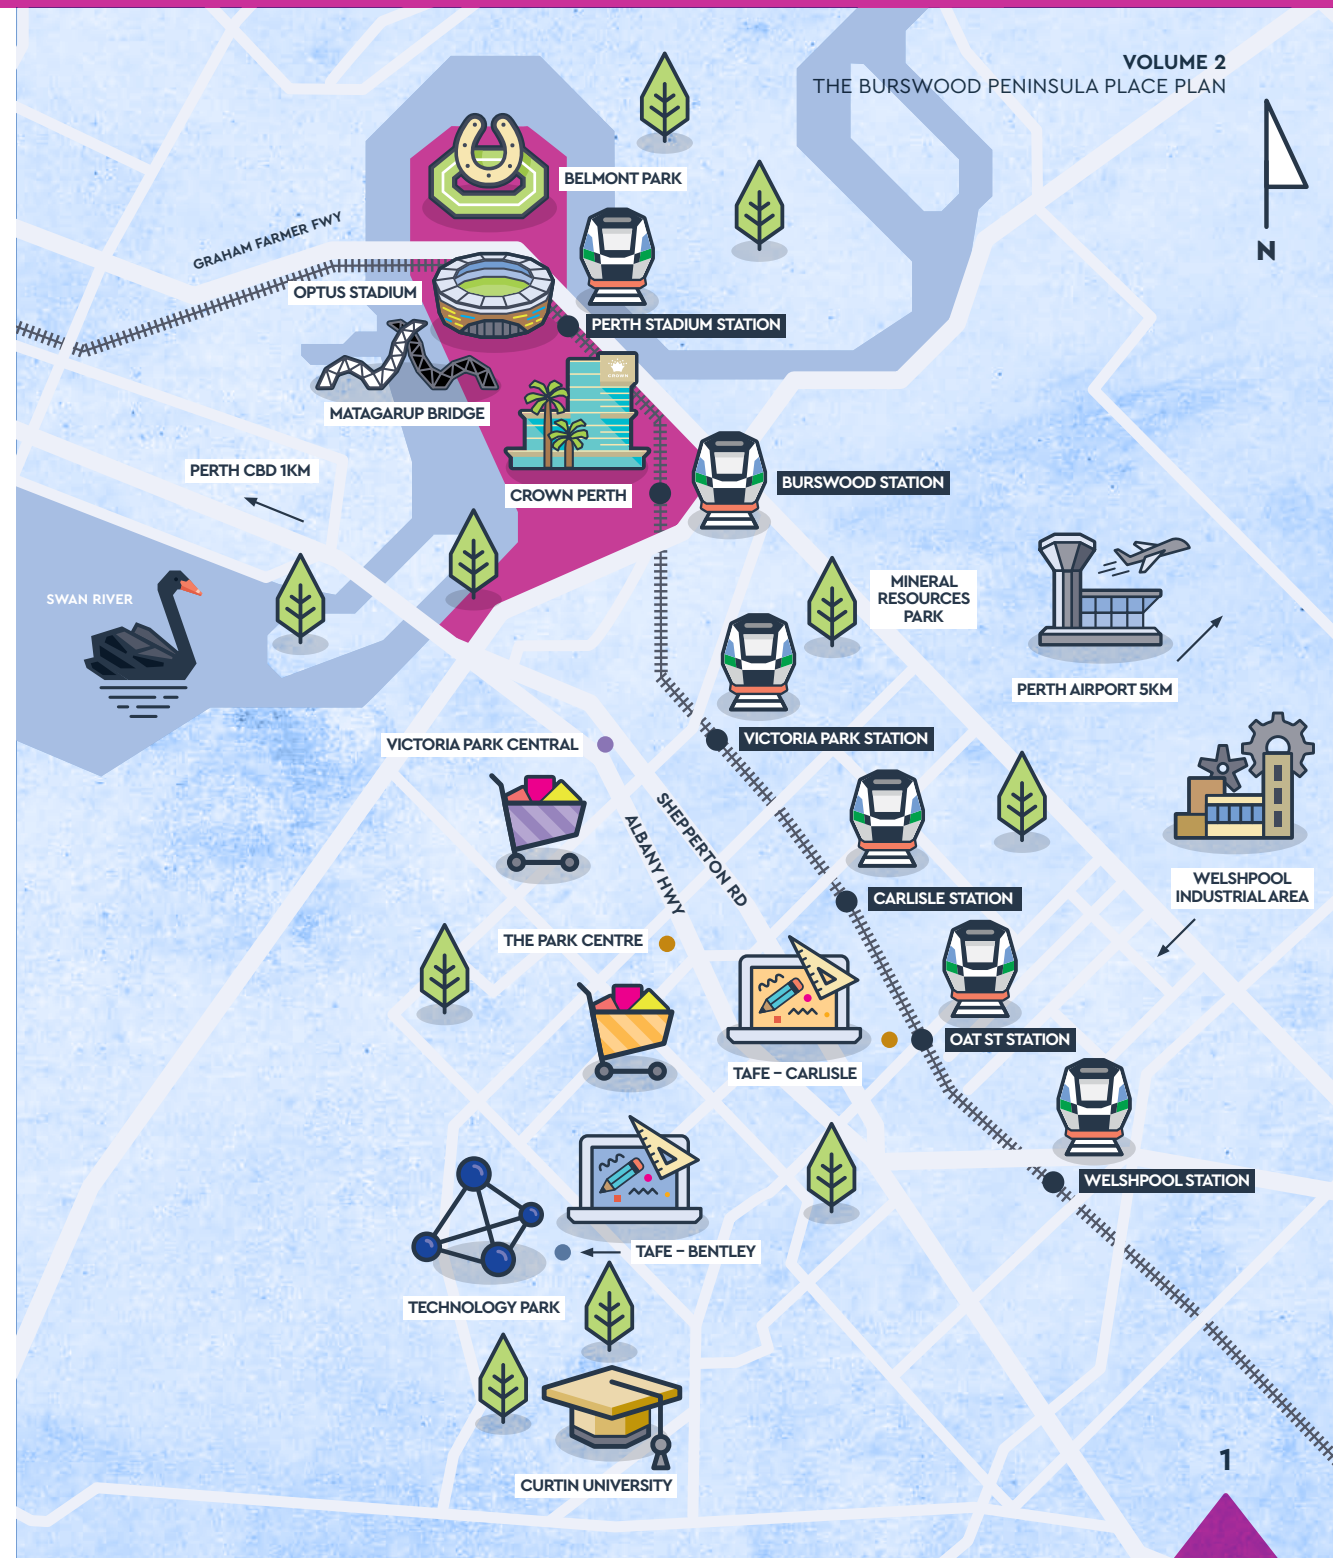 VOLUME 2
THE BURSWOOD PENINSULA PLACE PLAN
BELMONT PARK
GRAHAM FARMER FWY
N
OPTUS STADIUM
PERTH STADIUM STATION
CROWN
MATAGARUP BRIDGE
PERTH CBD 1KM
BURSWOOD STATION
CROWN PERTH
SWAN RIVER
MINERAL
RESOURCES
PARK
PERTH AIRPORT 5KM
VICTORIA PARK STATION
VICTORIA PARK CENTRAL
SHEPPERTON RD
ALBANY HWY
WELSHPOOL
INDUSTRIAL AREA
CARLISLE STATION
THE PARK CENTRE
OAT ST STATION
TAFE – CARLISLE
WELSHPOOL STATION
TAFE – BENTLEY
TECHNOLOGY PARK
CURTIN UNIVERSITY
1